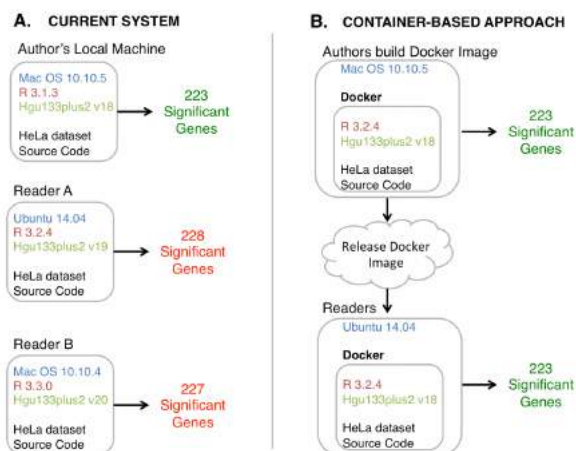 A. CURRENT SYSTEM
Author's Local Machine
Mac OS 10.10.5
R 3.1.3
Hgu133plus2 v18
HeLa dataset
Source Code
223
Significant
Genes
Reader A
Ubuntu 14.04
R 3.2.4
Hgu133plus2 v19
HeLa dataset
Source Code
228
Significant
Genes
Reader B
Mac OS 10.10.4
R 3.3.0
Hgu133plus2 v20
HeLa dataset
Source Code
227
Significant
Genes
B. CONTAINER-BASED APPROACH
Authors build Docker Image
Mac OS 10.10.5
Docker
R 3.2.4
Hgu133plus2 v18
HeLa dataset
Source Code
223
Significant
Genes
Release Docker
Image
Readers
Ubuntu 14.04
Docker
R 3.2.4
Hgu133plus2 v18
HeLa dataset
Source Code
223
Significant
Genes